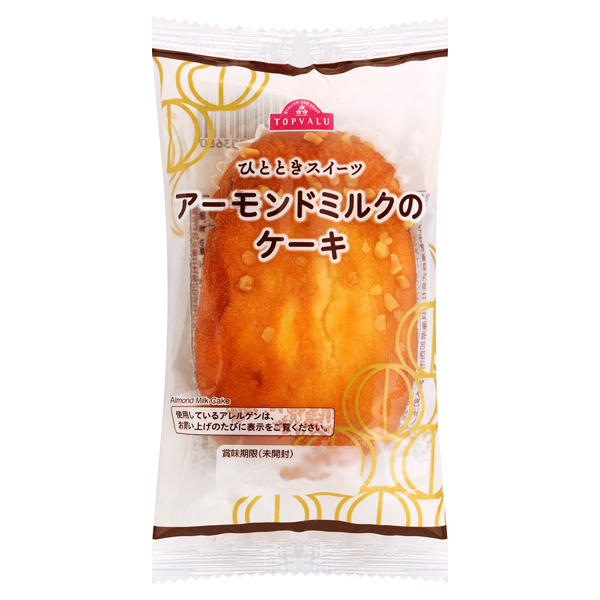 QUALITY AND TRUST
TOPVALU
ひとときスイーツ
アーモンドミルクの
ケーキ
Almond Milk Cake
使用しているアレルゲンは、
お買い上げのたびに表示をご覧ください。
賞味期限(未開封)